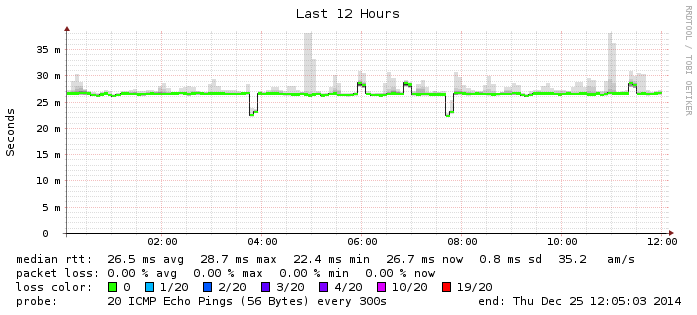 Last 12 Hours
RRDTOOL / TOBI OETIKER
Seconds
35 m
30 m
25 m
20 m
15 m
10 m
5 m
0
02:00 04:00 06:00 08:00 10:00 12:00
median rtt: 26.5 ms avg 28.7 ms max 22.4 ms min 26.7 ms now 0.8 ms sd 35.2 am/s
packet loss: 0.00 % avg 0.00 % max 0.00 % min 0.00 % now
loss color: 0 1/20 2/20 3/20 4/20 10/20 19/20
probe: 20 ICMP Echo Pings (56 Bytes) every 300s end: Thu Dec 25 12:05:03 2014